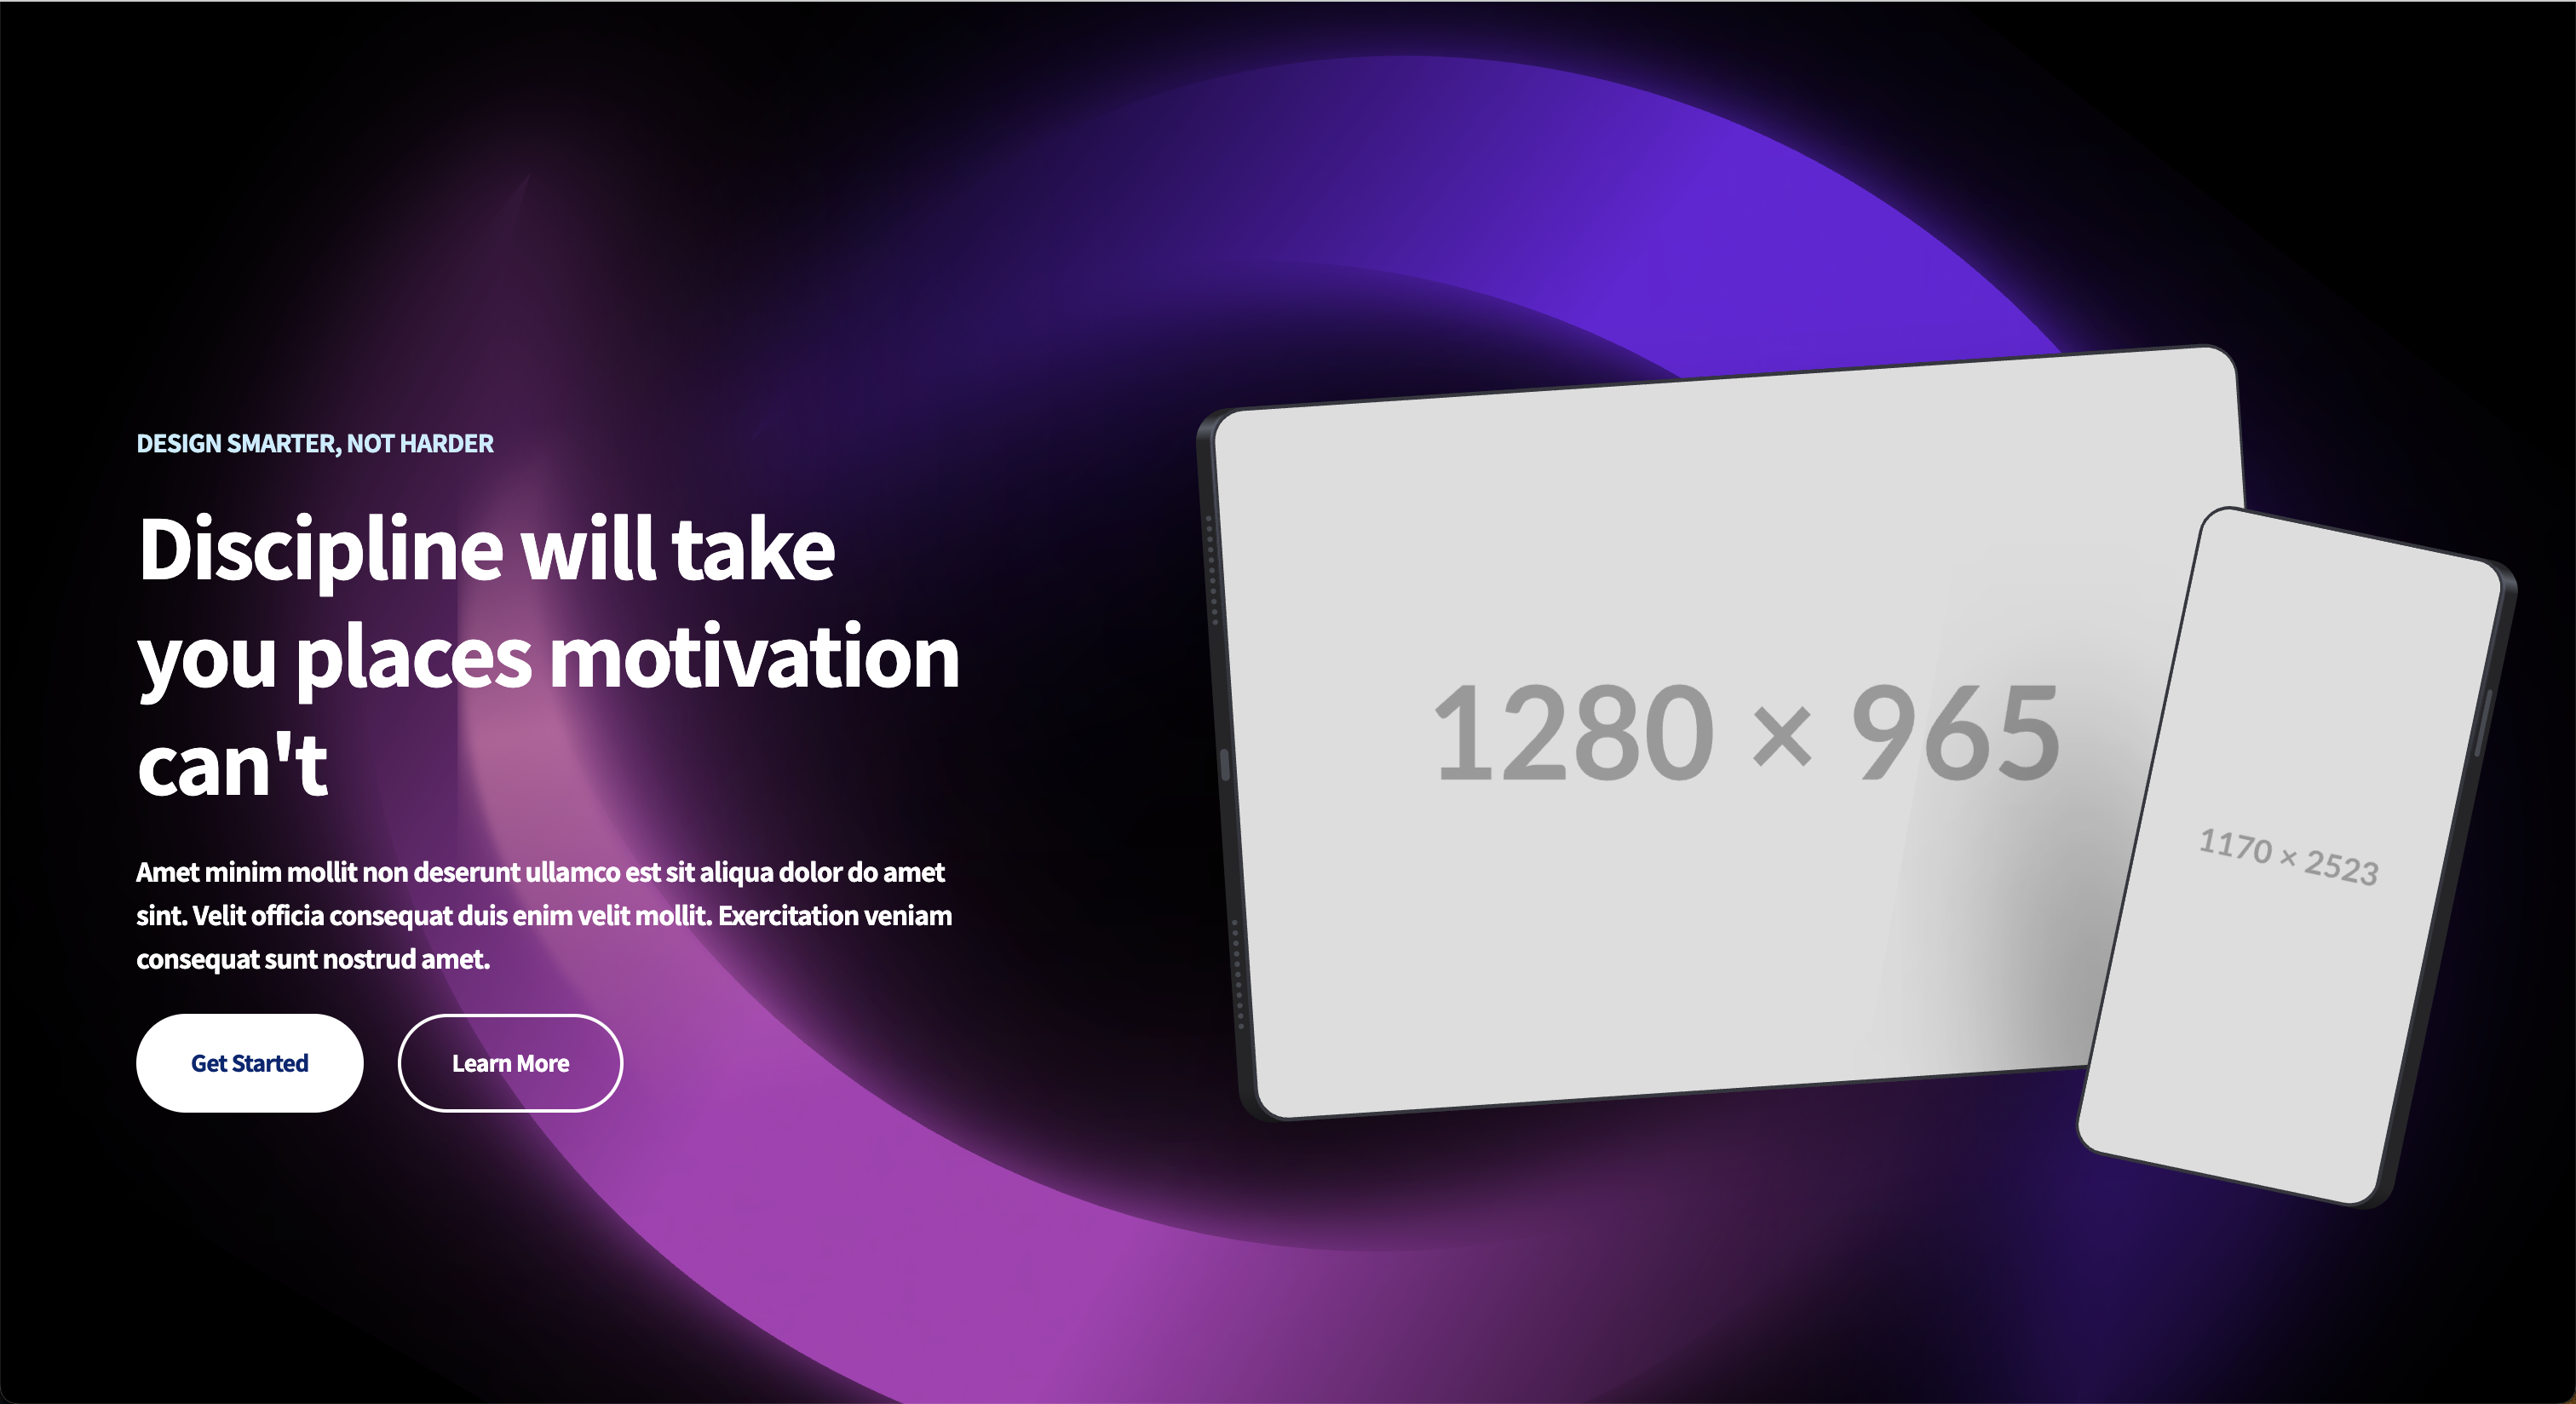 DESIGN SMARTER, NOT HARDER
Discipline will take
you places motivation
can't
Amet minim mollit non deserunt ullamco est sit aliqua dolor do amet
sint. Velit officia consequat duis enim velit mollit. Exercitation veniam
consequat sunt nostrud amet.
Get Started
Learn More
1280 × 965
1170 × 2523